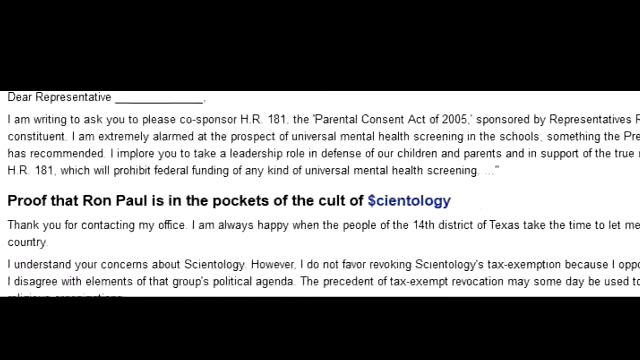 Dear Representative ______________,
I am writing to ask you to please co-sponsor H.R. 181, the 'Parental Consent Act of 2005,' sponsored by Representatives
constituent. I am extremely alarmed at the prospect of universal mental health screening in the schools, something the
has recommended. I implore you to take a leadership role in defense of our children and parents and in support of the true
H.R. 181, which will prohibit federal funding of any kind of universal mental health screening. ..."
Proof that Ron Paul is in the pockets of the cult of $cientology
Thank you for contacting my office. I am always happy when the people of the 14th district of Texas take the time to let me
country.
I understand your concerns about Scientology. However, I do not favor revoking Scientology's tax-exemption because I
I disagree with elements of that group's political agenda. The precedent of tax-exempt revocation may some day be used